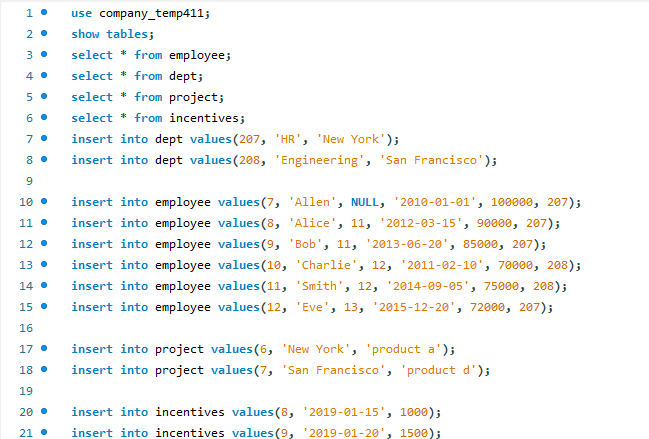 1 use company_temp411;
2 show tables;
3 select * from employee;
4 select * from dept;
5 select * from project;
6 select * from incentives;
7 insert into dept values(207, 'HR', 'New York');
8 insert into dept values(208, 'Engineering', 'San Francisco');
9
10 insert into employee values(7, 'Allen', NULL, '2010-01-01', 100000, 207);
11 insert into employee values(8, 'Alice', 11, '2012-03-15', 90000, 207);
12 insert into employee values(9, 'Bob', 11, '2013-06-20', 85000, 207);
13 insert into employee values(10, 'Charlie', 12, '2011-02-10', 70000, 208);
14 insert into employee values(11, 'Smith', 12, '2014-09-05', 75000, 208);
15 insert into employee values(12, 'Eve', 13, '2015-12-20', 72000, 207);
16
17 insert into project values(6, 'New York', 'product a');
18 insert into project values(7, 'San Francisco', 'product d');
19
20 insert into incentives values(8, '2019-01-15', 1000);
21 insert into incentives values(9, '2019-01-20', 1500);